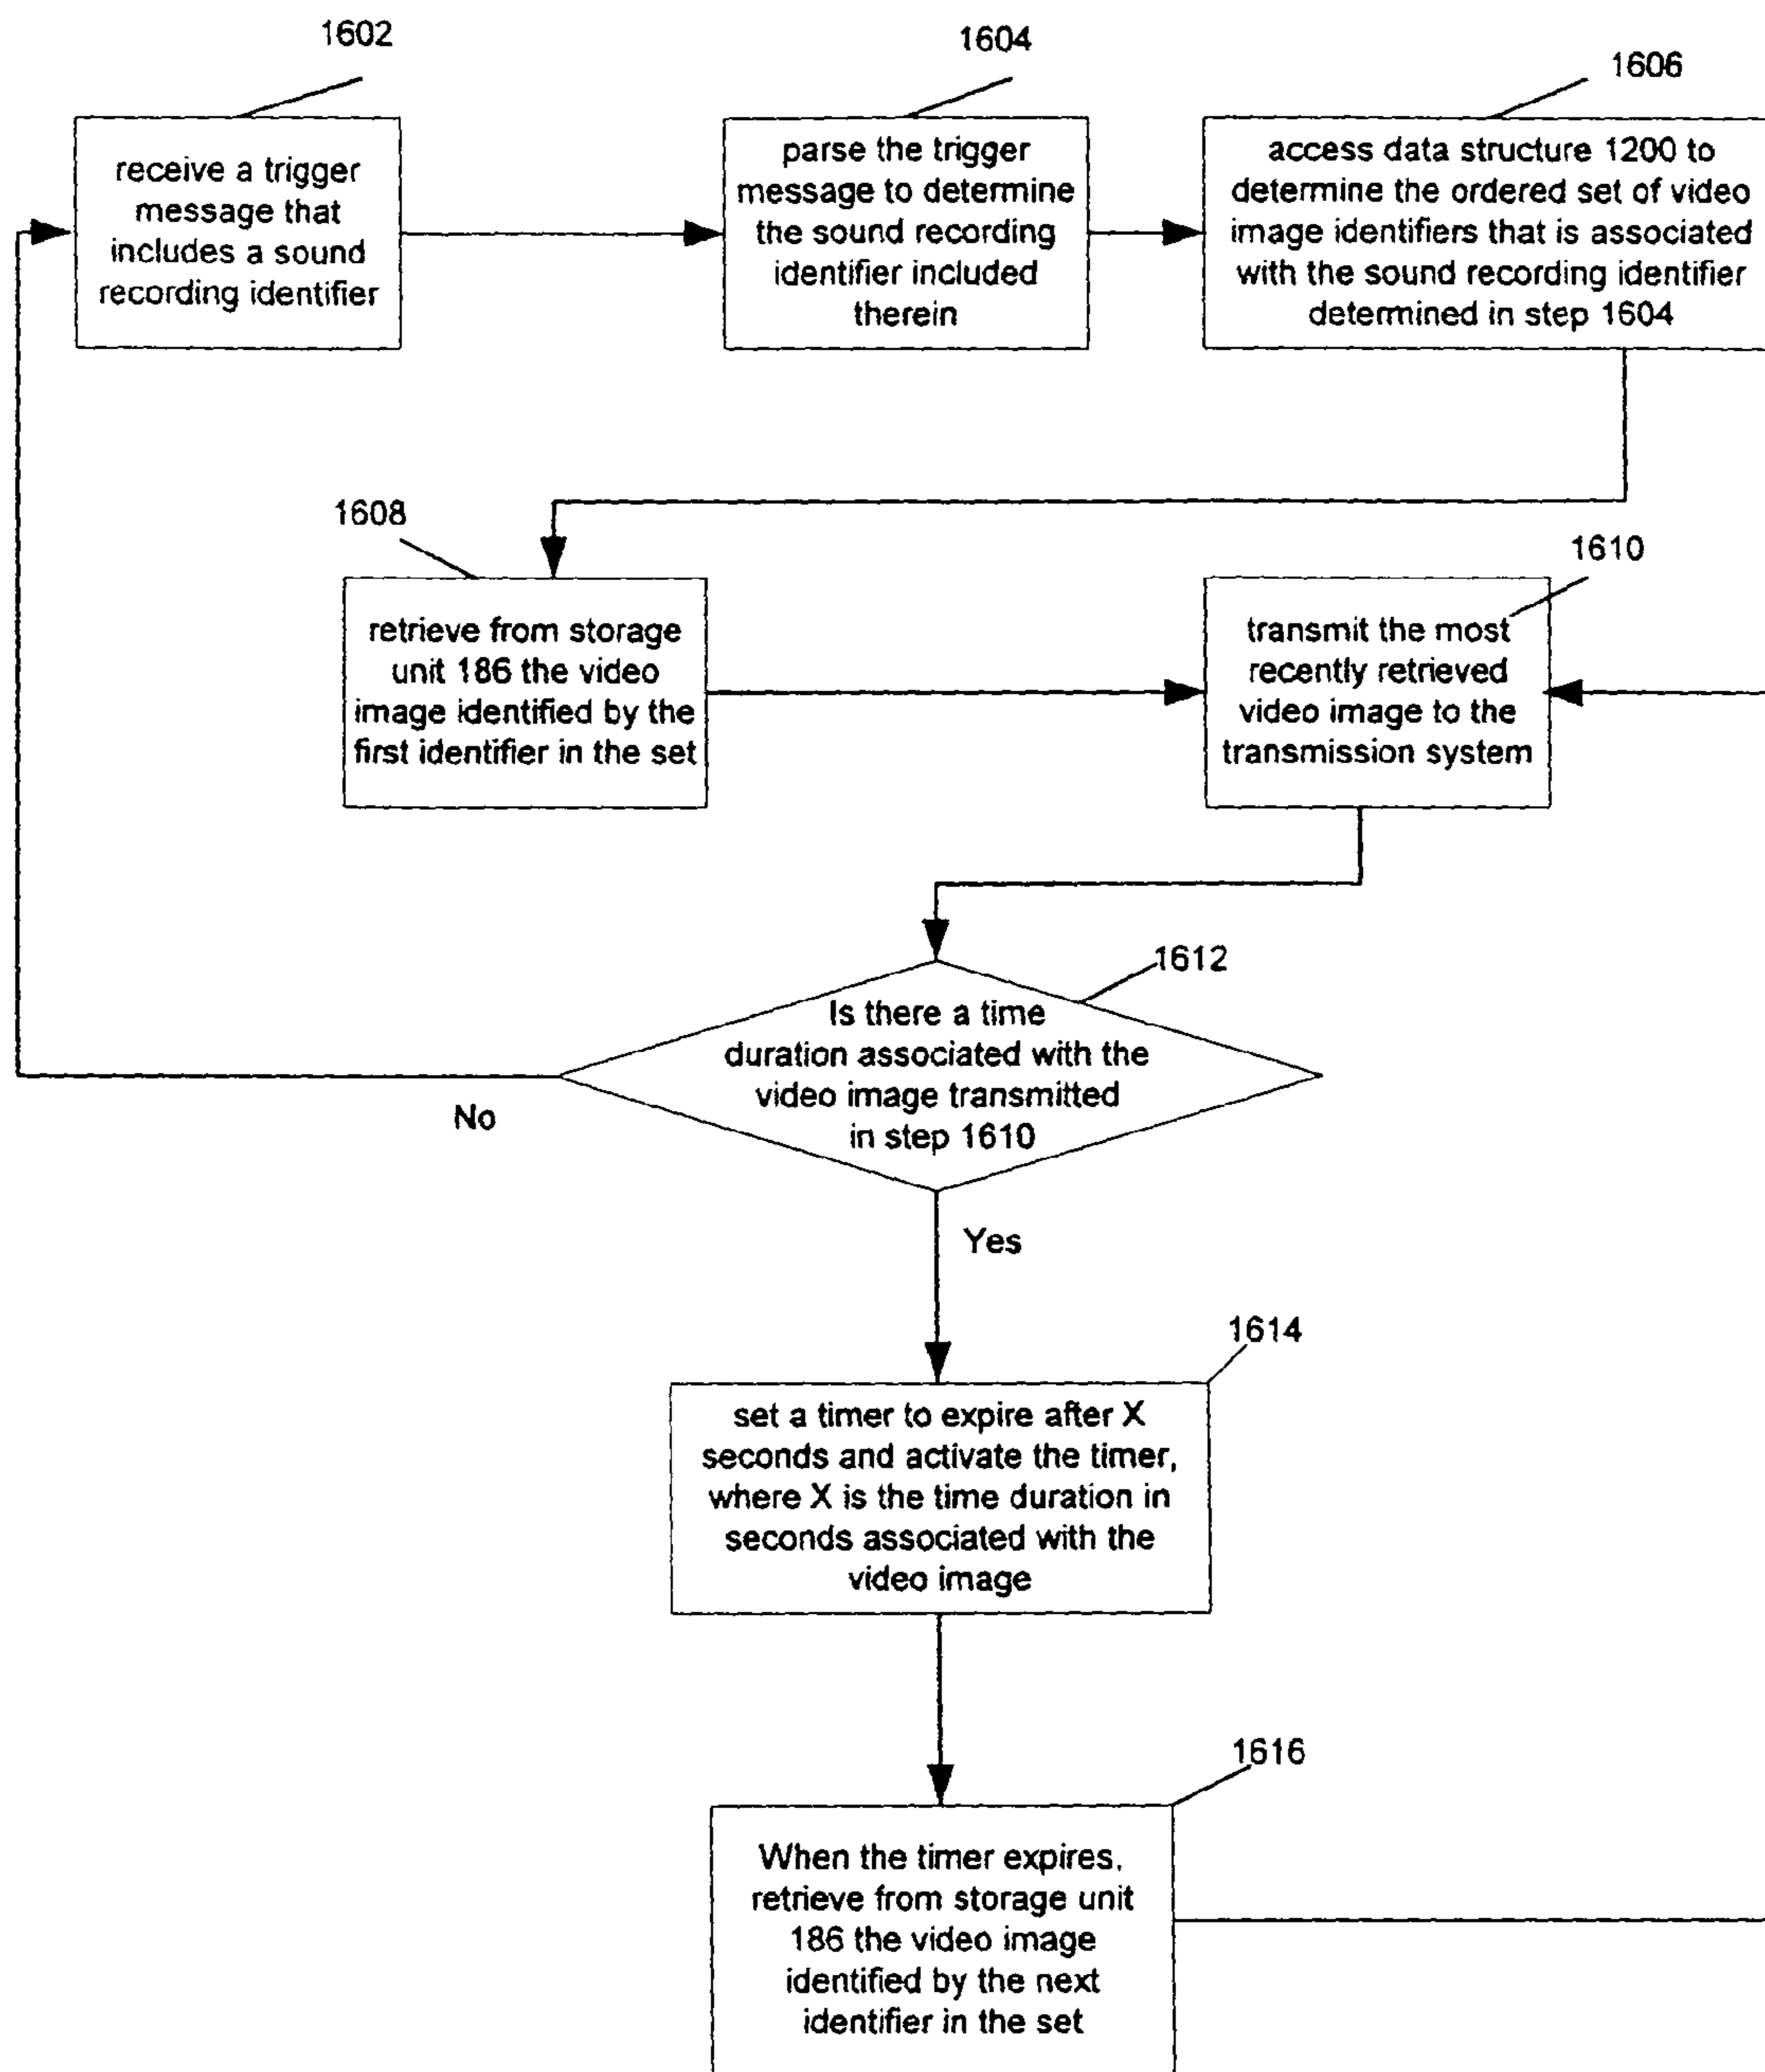 1602
receive a trigger
message that
includes a sound
recording identifier
1604
parse the trigger
message to determine
the sound recording
identifier included
therein
1606
access data structure 1200 to
determine the ordered set of video
image identifiers that is associated
with the sound recording identifier
determined in step 1604
1608
retrieve from storage
unit 186 the video
image identified by the
first identifier in the set
1610
transmit the most
recently retrieved
video image to the
transmission system
1612
Is there a time
duration associated with the
video image transmitted
in step 1610
No
Yes
1614
set a timer to expire after X
seconds and activate the timer,
where X is the time duration in
seconds associated with the
video image
1616
When the timer expires,
retrieve from storage unit
186 the video image
identified by the next
identifier in the set